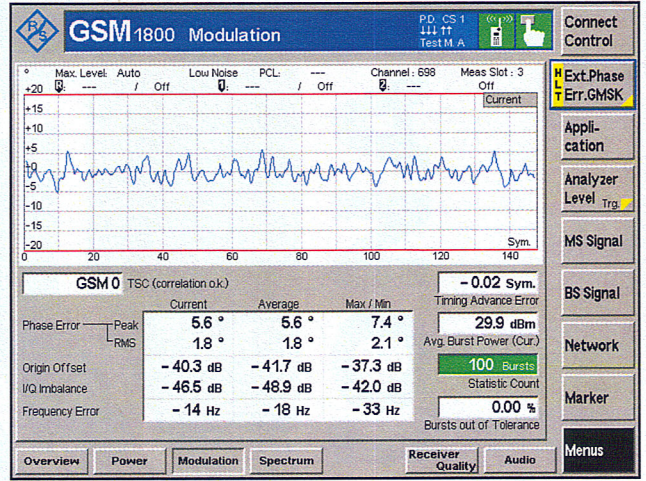 R&S
GSM 1800 Modulation
P.D. CS 1
Test M. A
Connect Control
° Max. Level: Auto Low Noise PCL: --- Channel : 698 Meas Slot : 3
--- / Off --- / Off 2: --- Off
Current
+20
+15
+10
+5
+0
-5
-10
-15
-20
Sym.
0 20 40 60 80 100 120 140
GSM 0 TSC (correlation o.k.)
Current Average Max / Min
Phase Error Peak 5.6 ° 5.6 ° 7.4 °
RMS 1.8 ° 1.8 ° 2.1 °
Origin Offset - 40.3 dB - 41.7 dB - 37.3 dB
I/Q Imbalance - 46.5 dB - 48.9 dB - 42.0 dB
Frequency Error - 14 Hz - 18 Hz - 33 Hz
- 0.02 Sym.
Timing Advance Error
29.9 dBm
Avg. Burst Power (Cur.)
100 Bursts
Statistic Count
0.00 %
Bursts out of Tolerance
HLT Ext.Phase Err.GMSK
Appli-
cation
Analyzer
Level Trg.
MS Signal
BS Signal
Network
Marker
Menus
Overview Power Modulation Spectrum Receiver Quality Audio